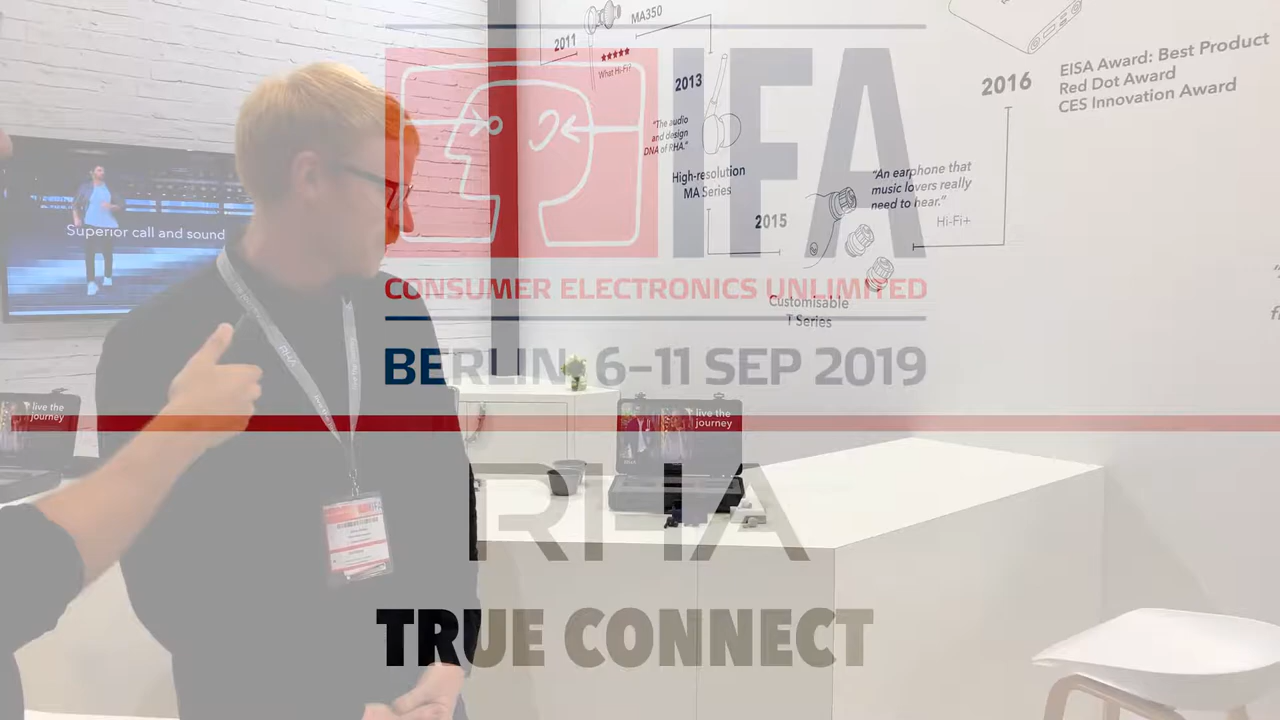 MA350
2011
★★★★★
What Hi-Fi?
2013
"The audio
and design
DNA of RHA."
High-resolution
MA Series
2015
Customisable
T Series
"An earphone that
music lovers really
need to hear."
Hi-Fi+
2016
EISA Award: Best Product
Red Dot Award
CES Innovation Award
IFA
CONSUMER ELECTRONICS UNLIMITED
BERLIN, 6–11 SEP 2019
Superior call and sound
live the
journey
live the
journey
RHA
IFA
RHA
TRUE CONNECT